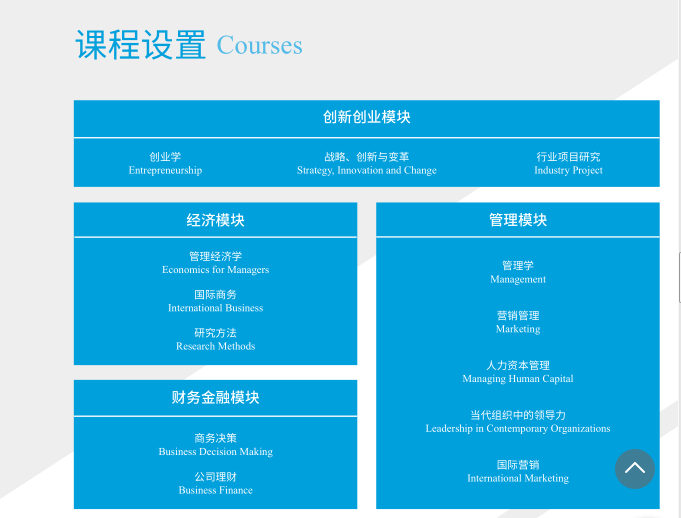 课程设置 Courses
创新创业模块
创业学
Entrepreneurship
战略、创新与变革
Strategy, Innovation and Change
行业项目研究
Industry Project
经济模块
管理经济学
Economics for Managers
国际商务
International Business
研究方法
Research Methods
财务金融模块
商务决策
Business Decision Making
公司理财
Business Finance
管理模块
管理学
Management
营销管理
Marketing
人力资本管理
Managing Human Capital
当代组织中的领导力
Leadership in Contemporary Organizations
国际营销
International Marketing